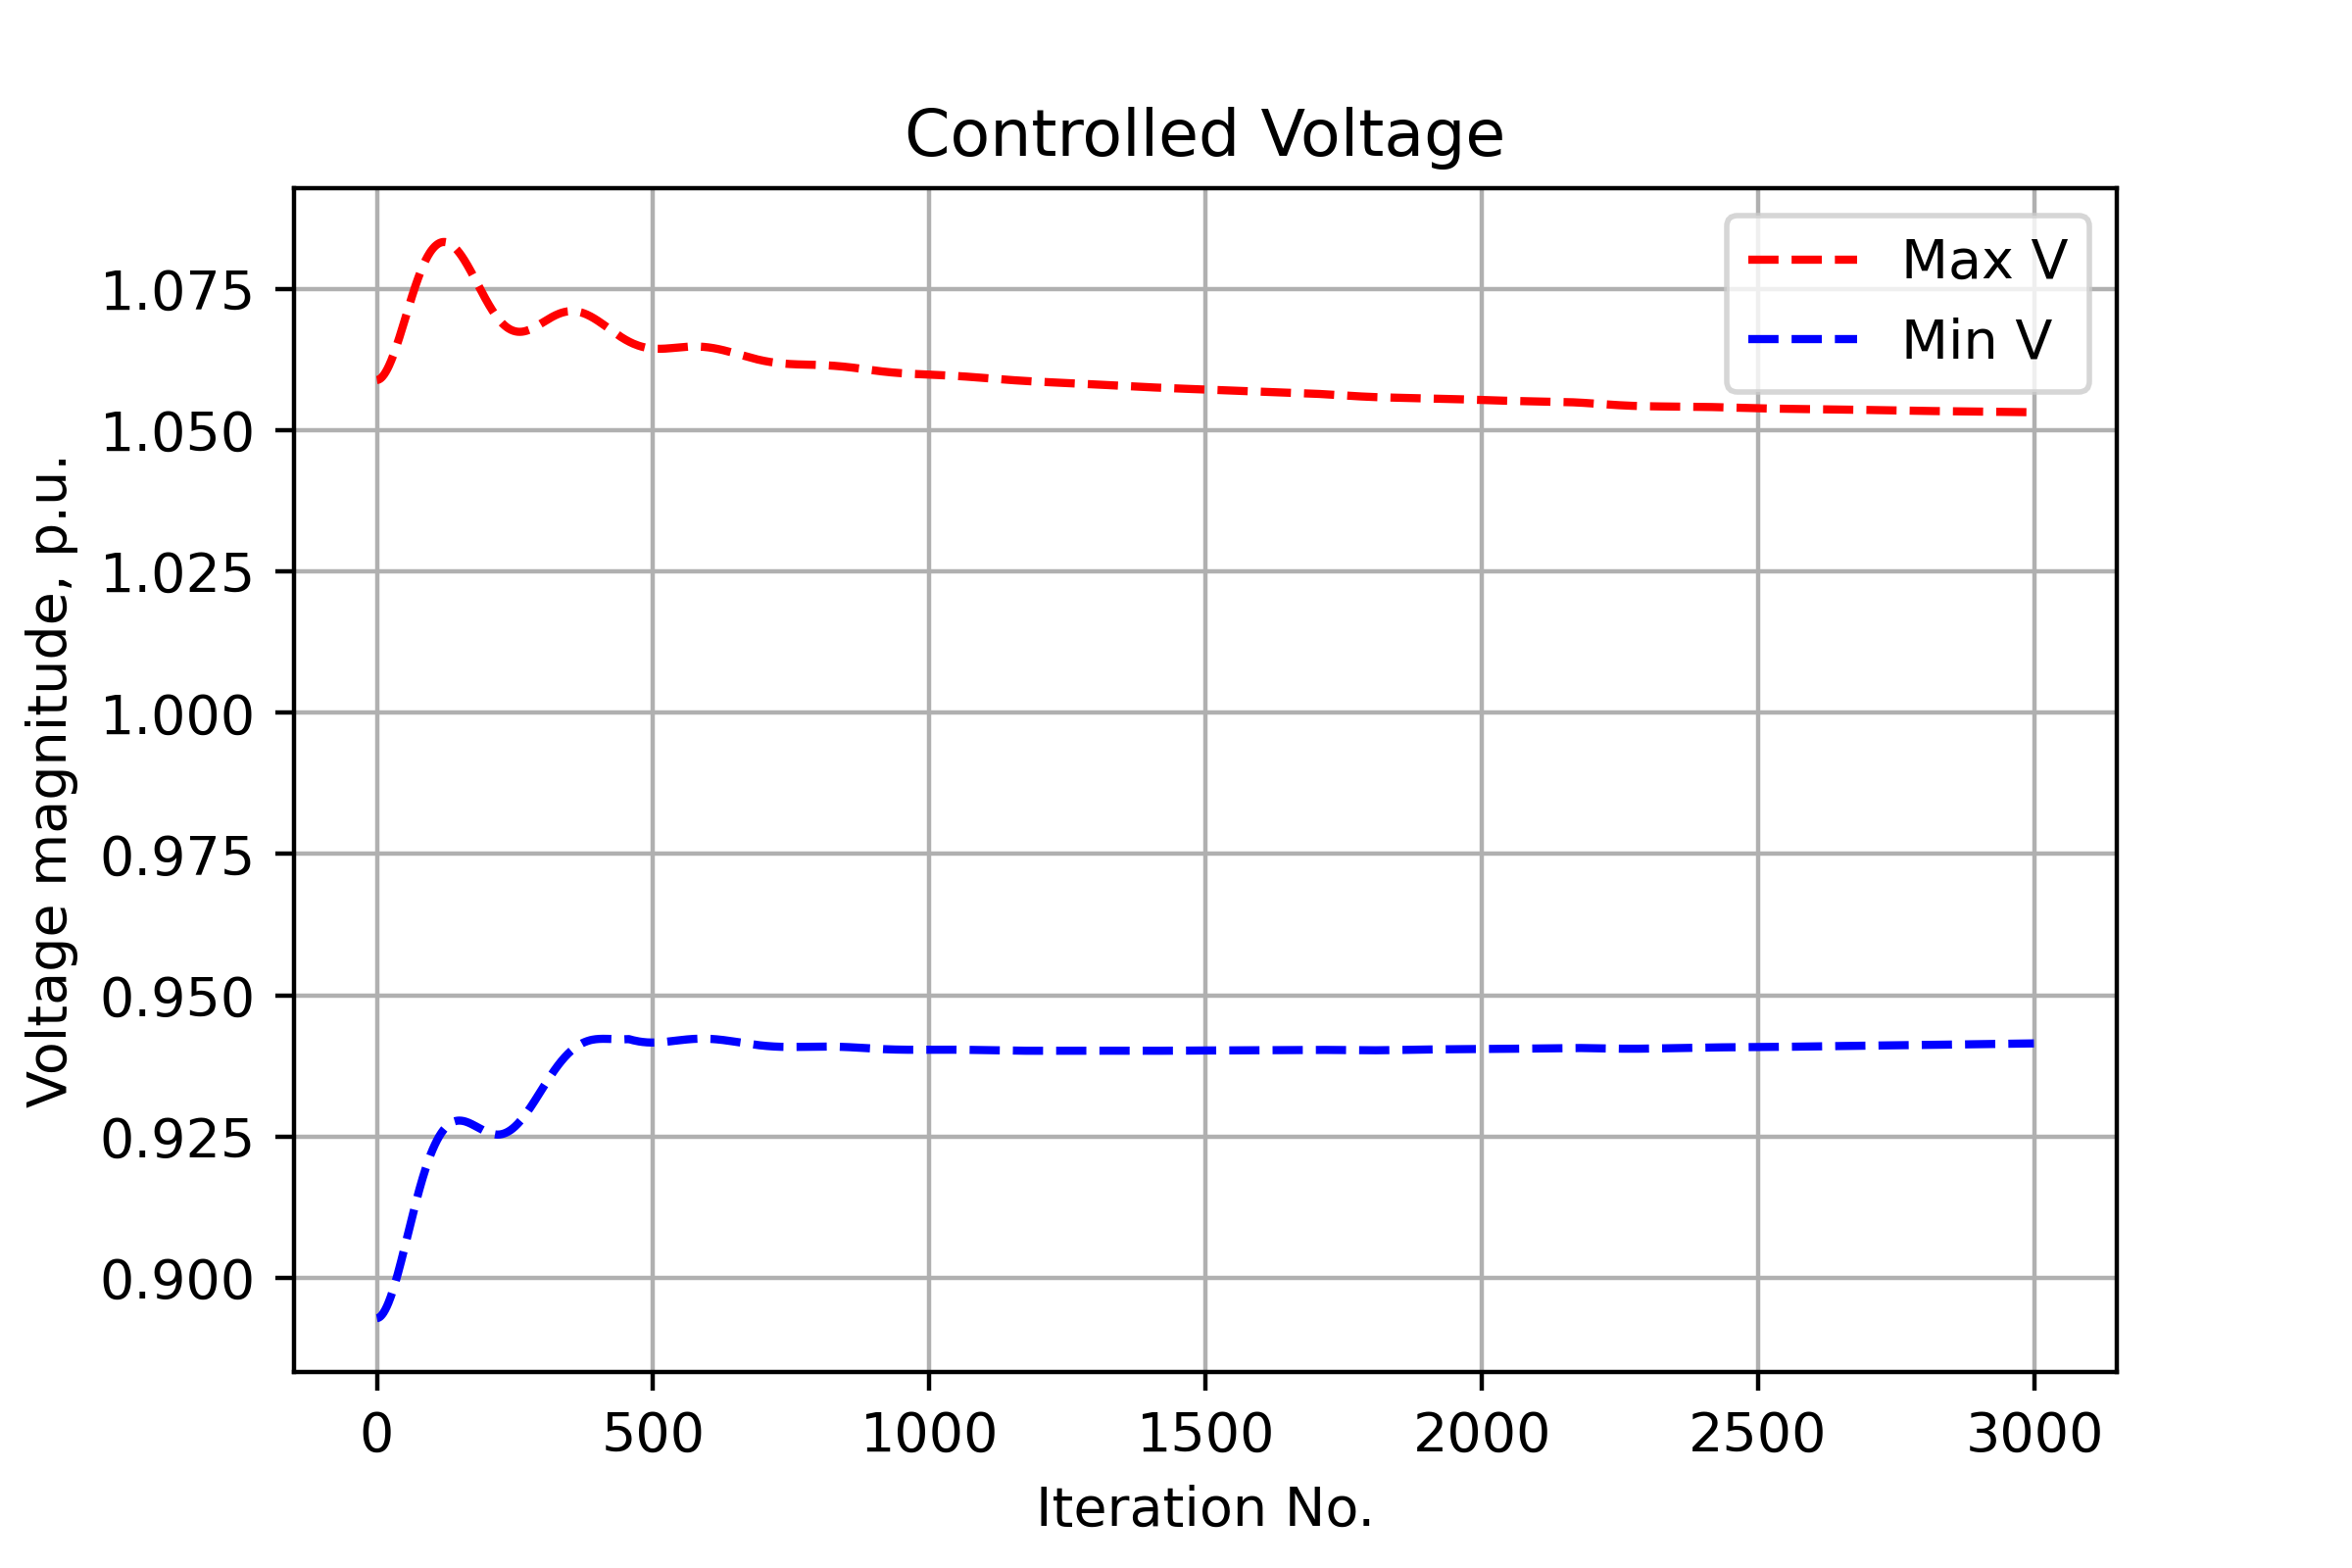 Controlled Voltage
Max V
Min V
Voltage magnitude, p.u.
1.075
1.050
1.025
1.000
0.975
0.950
0.925
0.900
0 500 1000 1500 2000 2500 3000
Iteration No.